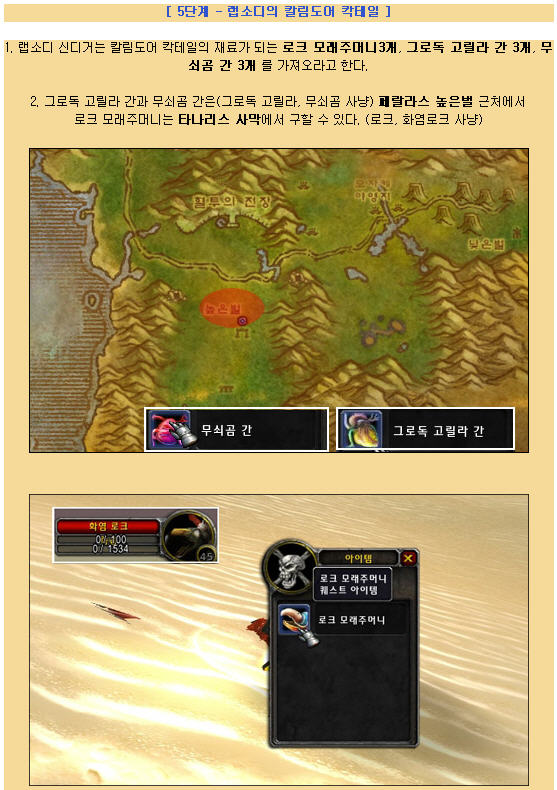 [ 5단계 - 랩소디의 칼림도어 칵테일 ]
1. 랩소디 신디거는 칼림도어 칵테일의 재료가 되는 로크 모래주머니3개, 그로독 고릴라 간 3개, 무
쇠곰 간 3개 를 가져오라고 한다.
2. 그로독 고릴라 간과 무쇠곰 간은(그로독 고릴라, 무쇠곰 사냥) 페랄라스 높은벌 근처에서
로크 모래주머니는 타나리스 사막에서 구할 수 있다. (로크, 화염로크 사냥)
모자케
야영지
혈투의 전장
낮은벌
높은벌
무쇠곰 간
그로독 고릴라 간
화염 로크
0/100
0 / 1534
45
아이템
로크 모래주머니
퀘스트 아이템
로크 모래주머니